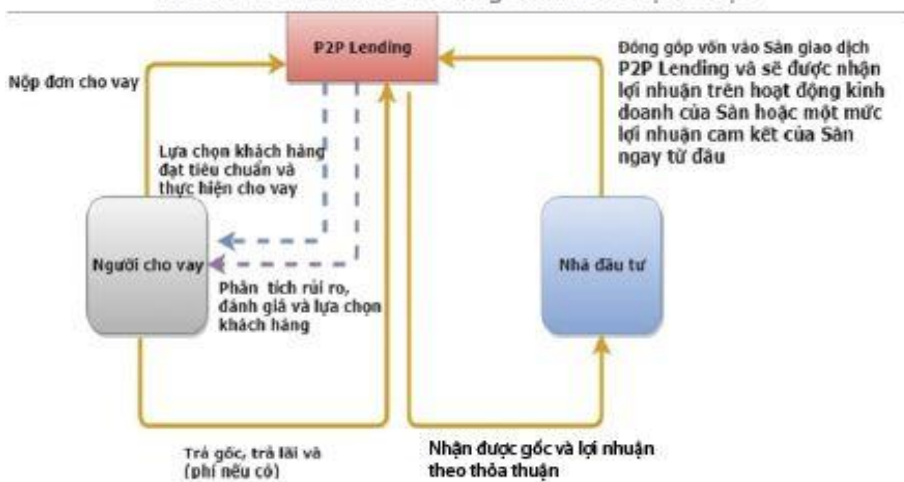 P2P Lending
Nộp đơn cho vay
Đóng góp vốn vào Sàn giao dịch
P2P Lending và sẽ được nhận
lợi nhuận trên hoạt động kinh
doanh của Sàn hoặc một mức
lợi nhuận cam kết của Sàn
ngay từ đầu
Lựa chọn khách hàng
đạt tiêu chuẩn và
thực hiện cho vay
Người cho vay
Nhà đầu tư
Phân tích rủi ro,
đánh giá và lựa chọn
khách hàng
Trả gốc, trả lãi và
(phí nếu có)
Nhận được gốc và lợi nhuận
theo thỏa thuận